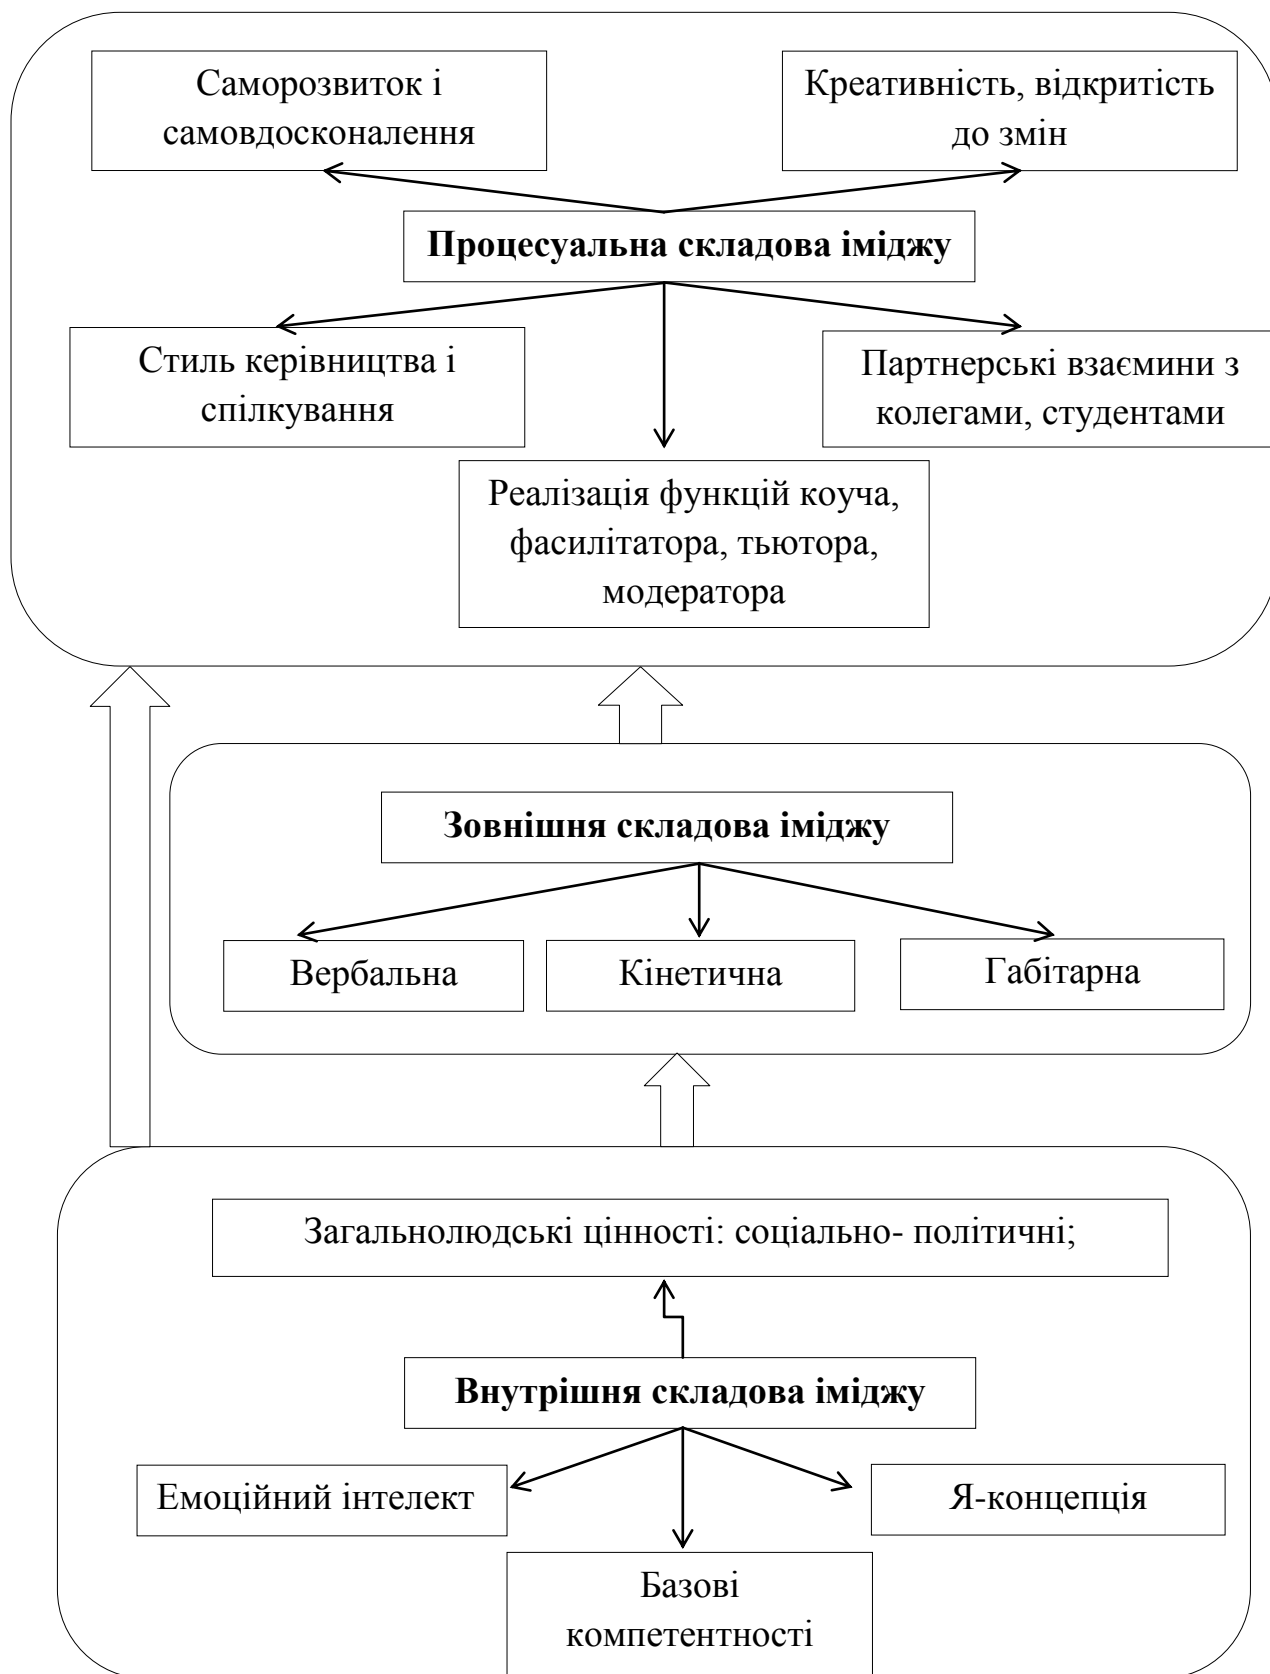 Саморозвиток і
самовдосконалення
Креативність, відкритість
до змін
Процесуальна складова іміджу
Стиль керівництва і
спілкування
Партнерські взаємини з
колегами, студентами
Реалізація функцій коуча,
фасилітатора, тьютора,
модератора
Зовнішня складова іміджу
Вербальна
Кінетична
Габітарна
Загальнолюдські цінності: соціально- політичні;
Внутрішня складова іміджу
Емоційний інтелект
Я-концепція
Базові
компетентності